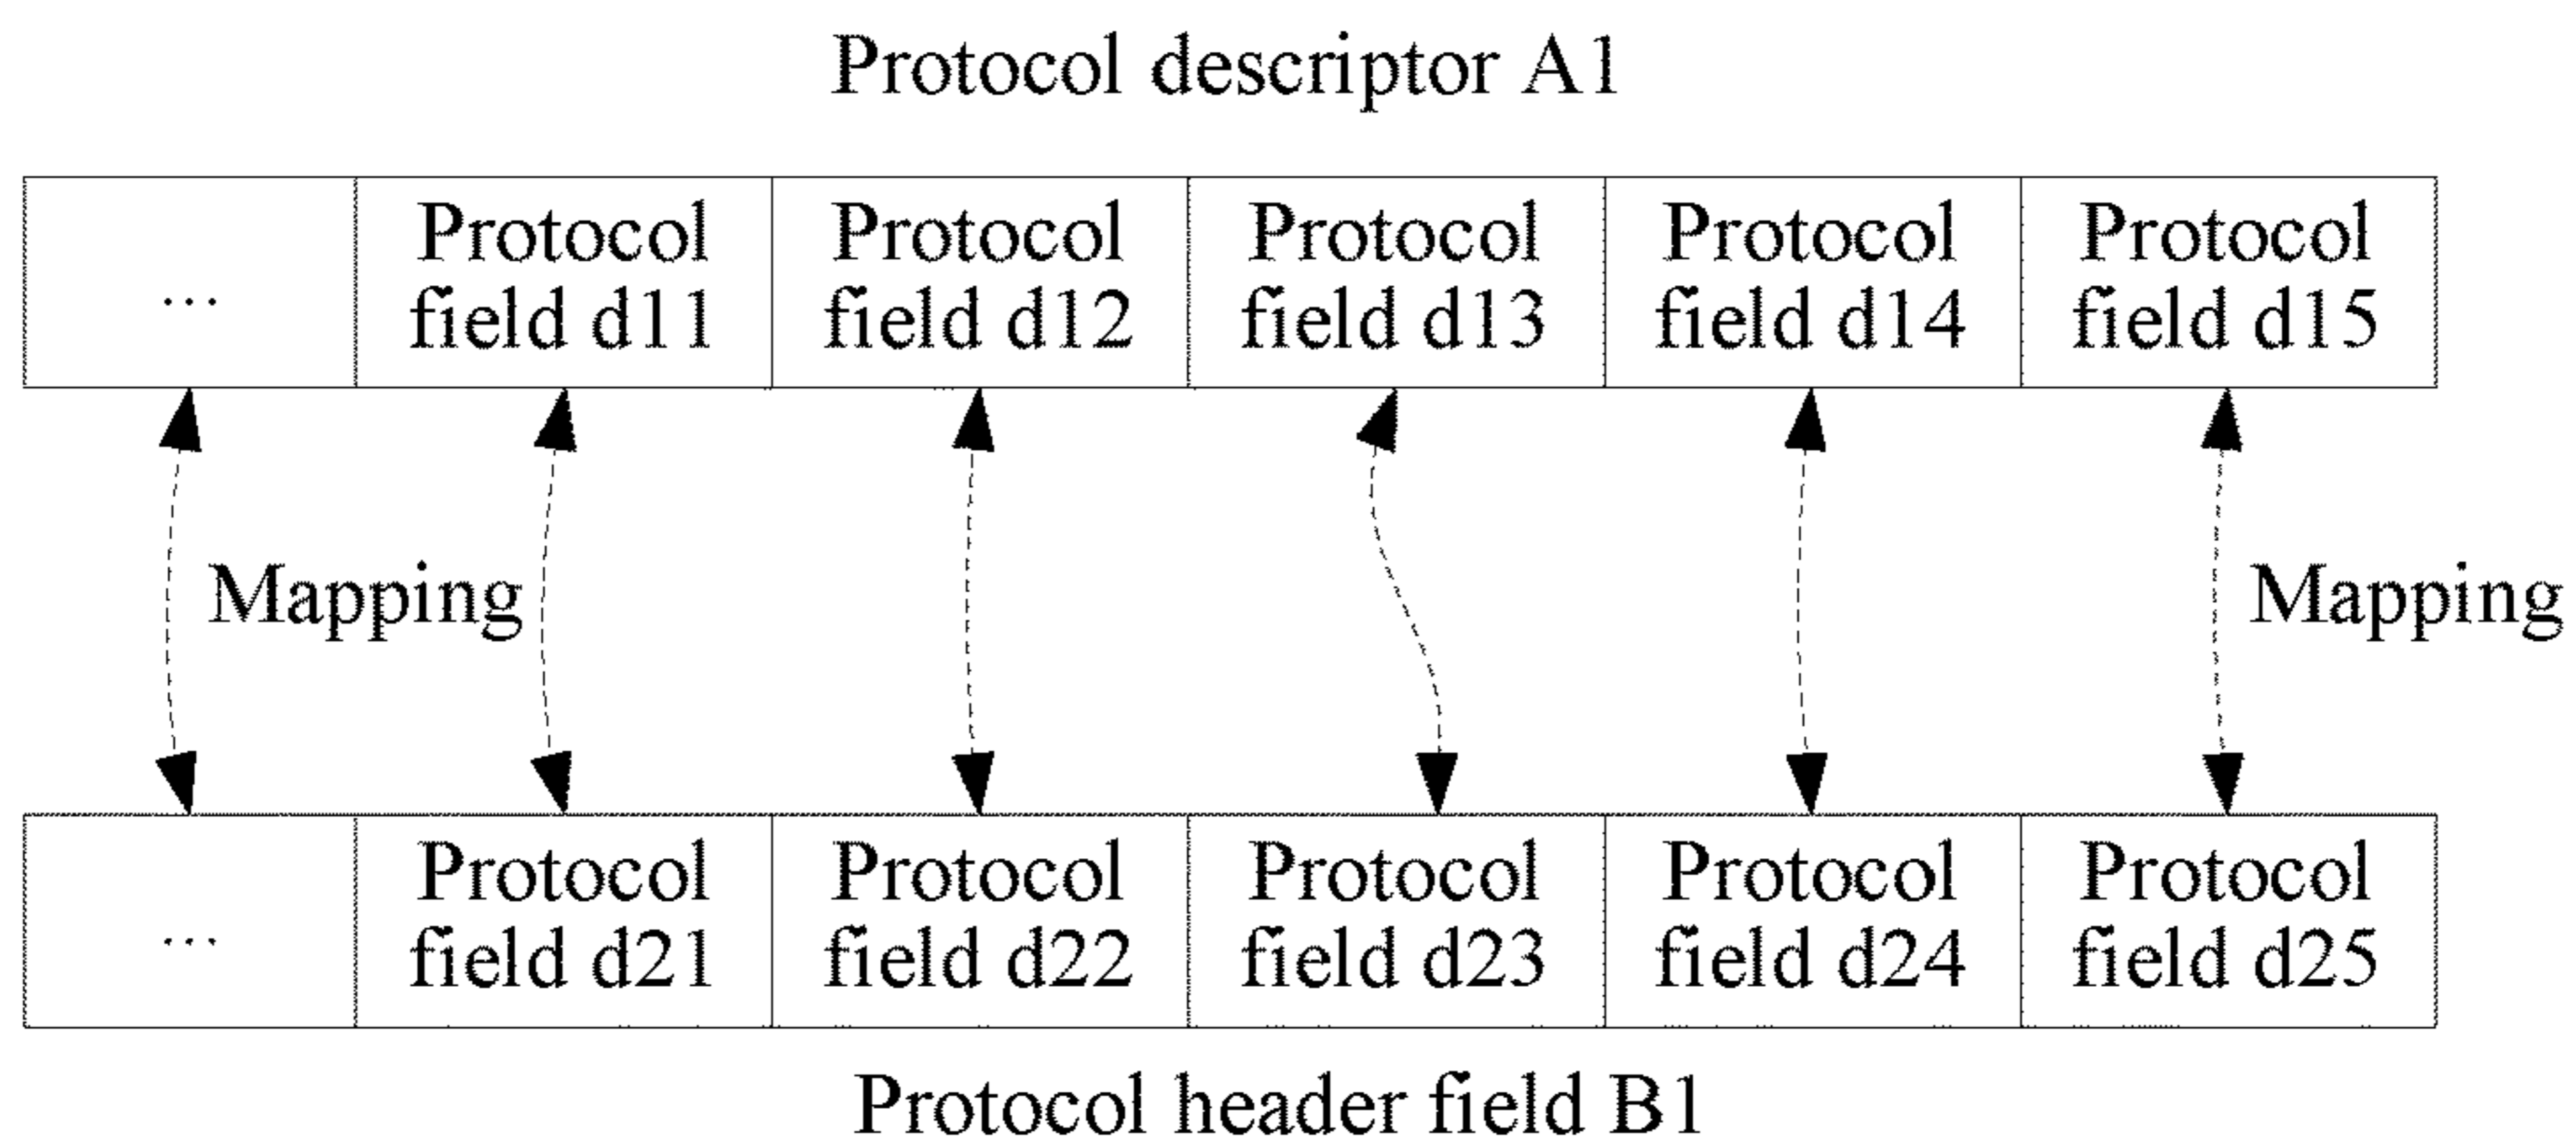 Protocol descriptor A1
... Protocol Protocol Protocol Protocol Protocol
field d11 field d12 field d13 field d14 field d15
Mapping Mapping
... Protocol Protocol Protocol Protocol Protocol
field d21 field d22 field d23 field d24 field d25
Protocol header field B1